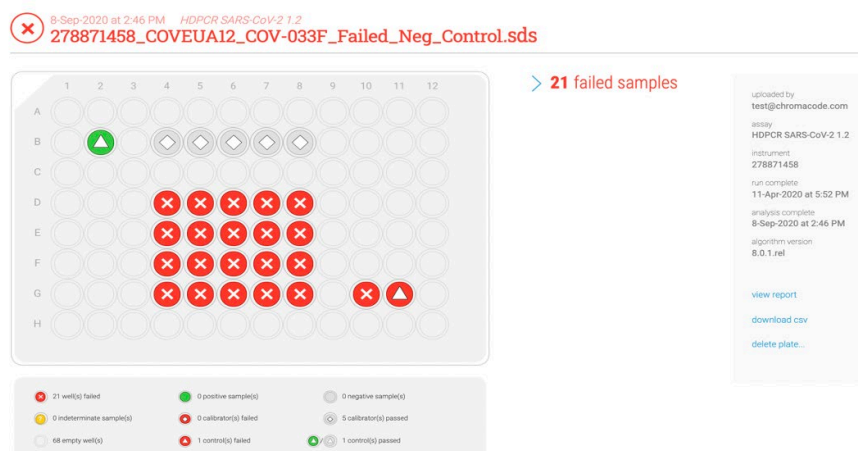 8-Sep-2020 at 2:46 PM HDPCR SARS-CoV-2 1.2
278871458_COVEUA12_COV-033F_Failed_Neg_Control.sds
1 2 3 4 5 6 7 8 9 10 11 12
A
B
C
D
E
F
G
H
> 21 failed samples
uploaded by
test@chromacode.com
assay
HDPCR SARS-CoV-2 1.2
instrument
278871458
run complete
11-Apr-2020 at 5:52 PM
analysis complete
8-Sep-2020 at 2:46 PM
algorithm version
8.0.1.rel
view report
download csv
delete plate...
21 well(s) failed 0 positive sample(s) 0 negative sample(s)
0 indeterminate sample(s) 0 calibrator(s) failed 5 calibrator(s) passed
68 empty well(s) 1 control(s) failed / 1 control(s) passed